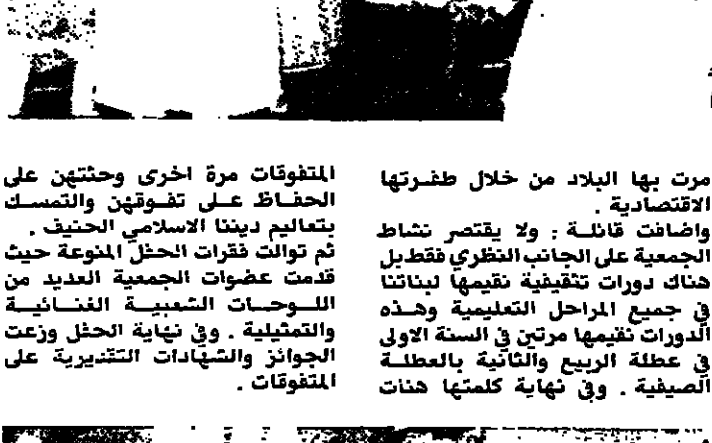 مرت بها البلاد من خلال طفرتها
الاقتصادية .
واضافت قائلة : ولا يقتصر نشاط
الجمعية على الجانب النظري فقط بل
هناك دورات تثقيفية نقيمها لبناتنا
في جميع المراحل التعليمية وهذه
الدورات نقيمها مرتين في السنة الاولى
في عطلة الربيع والثانية بالعطلة
الصيفية . وفي نهاية كلمتها هنات
المتفوقات مرة اخرى وحثتهن على
الحفاظ على تفوقهن والتمسك
بتعاليم ديننا الاسلامي الحنيف .
ثم توالت فقرات الحفل المنوعة حيث
قدمت عضوات الجمعية العديد من
اللوحات الشعبية الغنائية
والتمثيلية . وفي نهاية الحفل وزعت
الجوائز والشهادات التقديرية على
المتفوقات .